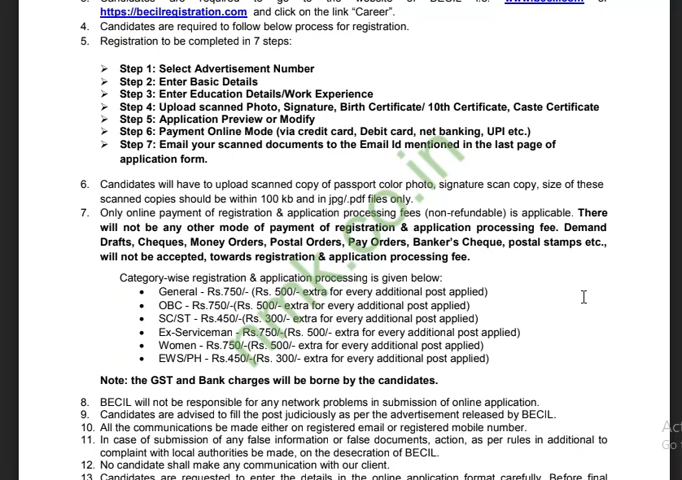 https://becilregistration.com and click on the link “Career”.
4. Candidates are required to follow below process for registration.
5. Registration to be completed in 7 steps:
➢ Step 1: Select Advertisement Number
➢ Step 2: Enter Basic Details
➢ Step 3: Enter Education Details/Work Experience
➢ Step 4: Upload scanned Photo, Signature, Birth Certificate/ 10th Certificate, Caste Certificate
➢ Step 5: Application Preview or Modify
➢ Step 6: Payment Online Mode (via credit card, Debit card, net banking, UPI etc.)
➢ Step 7: Email your scanned documents to the Email Id mentioned in the last page of
application form.
6. Candidates will have to upload scanned copy of passport color photo, signature scan copy, size of these
scanned copies should be within 100 kb and in jpg/.pdf files only.
7. Only online payment of registration & application processing fees (non-refundable) is applicable. There
will not be any other mode of payment of registration & application processing fee. Demand
Drafts, Cheques, Money Orders, Postal Orders, Pay Orders, Banker's Cheque, postal stamps etc.,
will not be accepted, towards registration & application processing fee.
Category-wise registration & application processing is given below:
• General - Rs.750/- (Rs. 500/- extra for every additional post applied)
• OBC - Rs.750/-(Rs. 500/- extra for every additional post applied)
• SC/ST - Rs.450/-(Rs. 300/- extra for every additional post applied)
• Ex-Serviceman - Rs.750/-(Rs. 500/- extra for every additional post applied)
• Women - Rs.750/-(Rs. 500/- extra for every additional post applied)
• EWS/PH - Rs.450/-(Rs. 300/- extra for every additional post applied)
Note: the GST and Bank charges will be borne by the candidates.
8. BECIL will not be responsible for any network problems in submission of online application.
9. Candidates are advised to fill the post judiciously as per the advertisement released by BECIL.
10. All the communications be made either on registered email or registered mobile number.
11. In case of submission of any false information or false documents, action, as per rules in additional to
complaint with local authorities be made, on the desecration of BECIL.
12. No candidate shall make any communication with our client.
13. Candidates are requested to enter the details in the online application format carefully. Before final
nmk.co.in